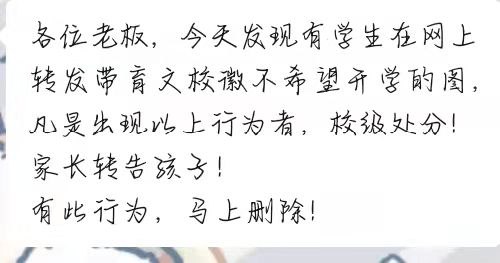 各位老板，今天发现有学生在网上
转发带育文校徽不希望开学的图，
凡是出现以上行为者，校级处分！
家长转告孩子！
有此行为，马上删除！